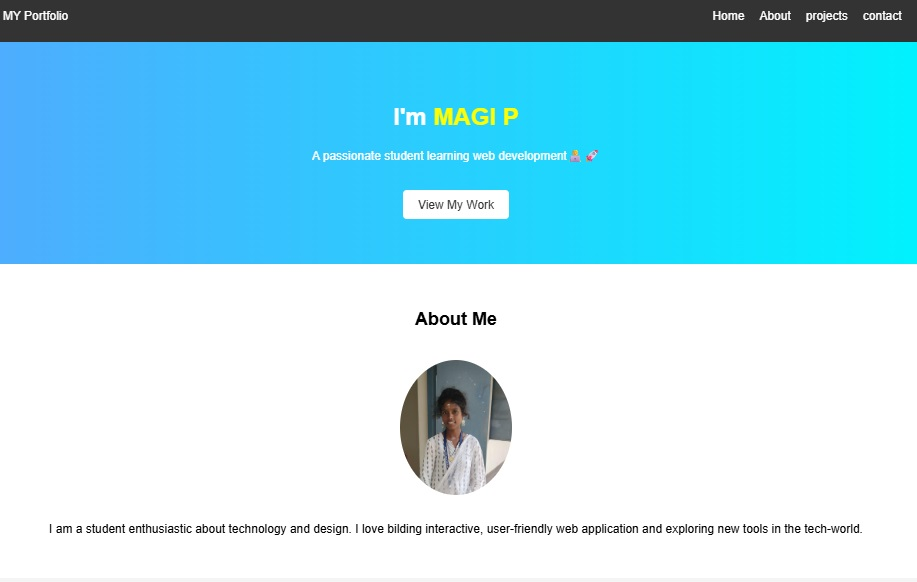 MY Portfolio
Home About projects contact
I'm MAGI P
A passionate student learning web development
View My Work
About Me
I am a student enthusiastic about technology and design. I love bilding interactive, user-friendly web application and exploring new tools in the tech-world.